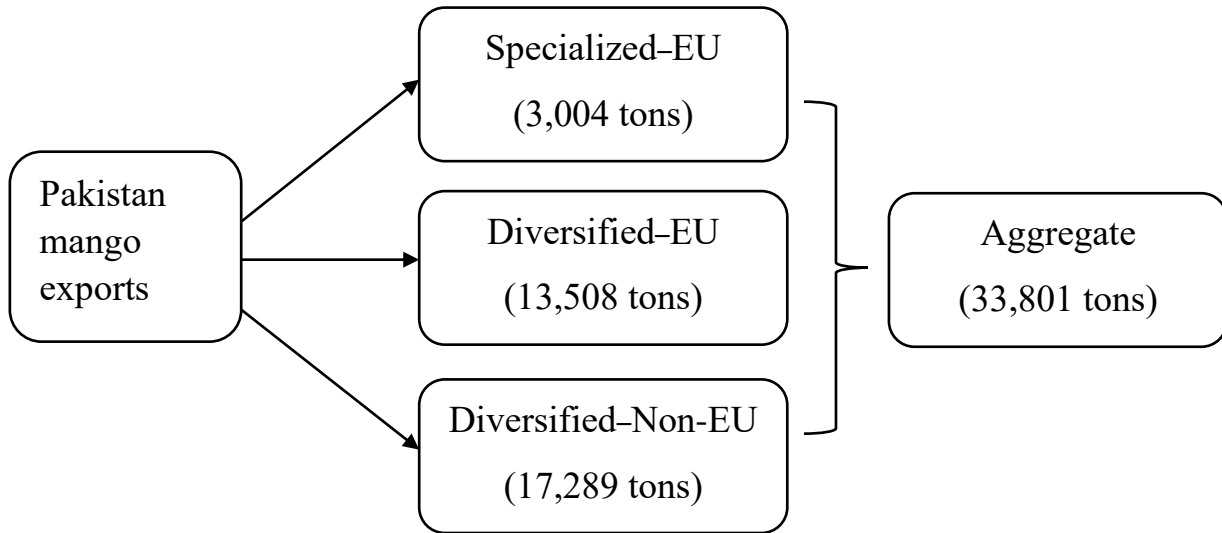 Pakistan
mango
exports
Specialized–EU
(3,004 tons)
Diversified–EU
(13,508 tons)
Diversified–Non-EU
(17,289 tons)
Aggregate
(33,801 tons)